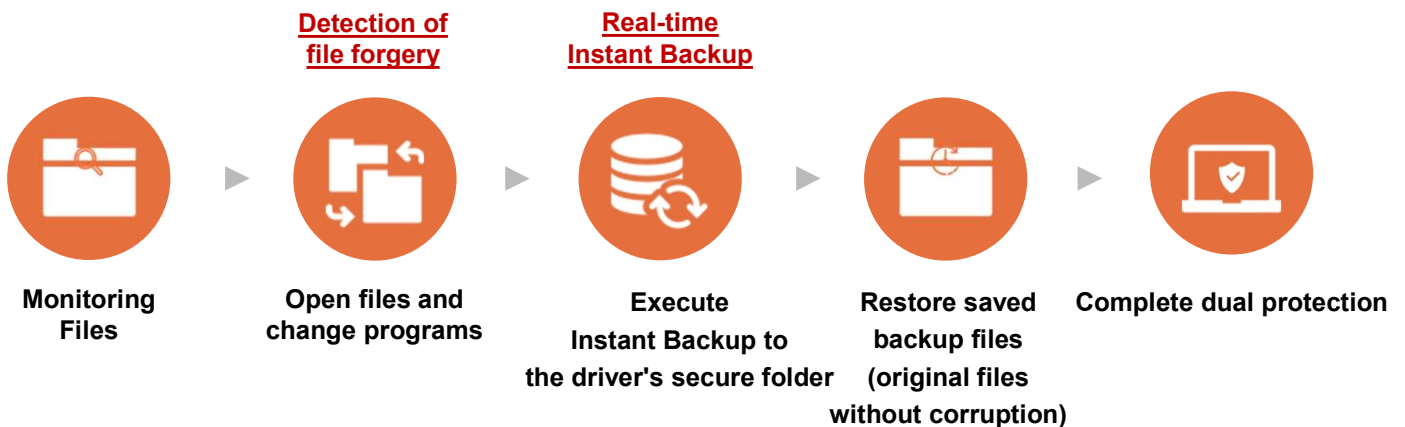 Detection of
file forgery
Real-time
Instant Backup
Monitoring
Files
Open files and
change programs
Execute
Instant Backup to
the driver's secure folder
Restore saved
backup files
(original files
without corruption)
Complete dual protection